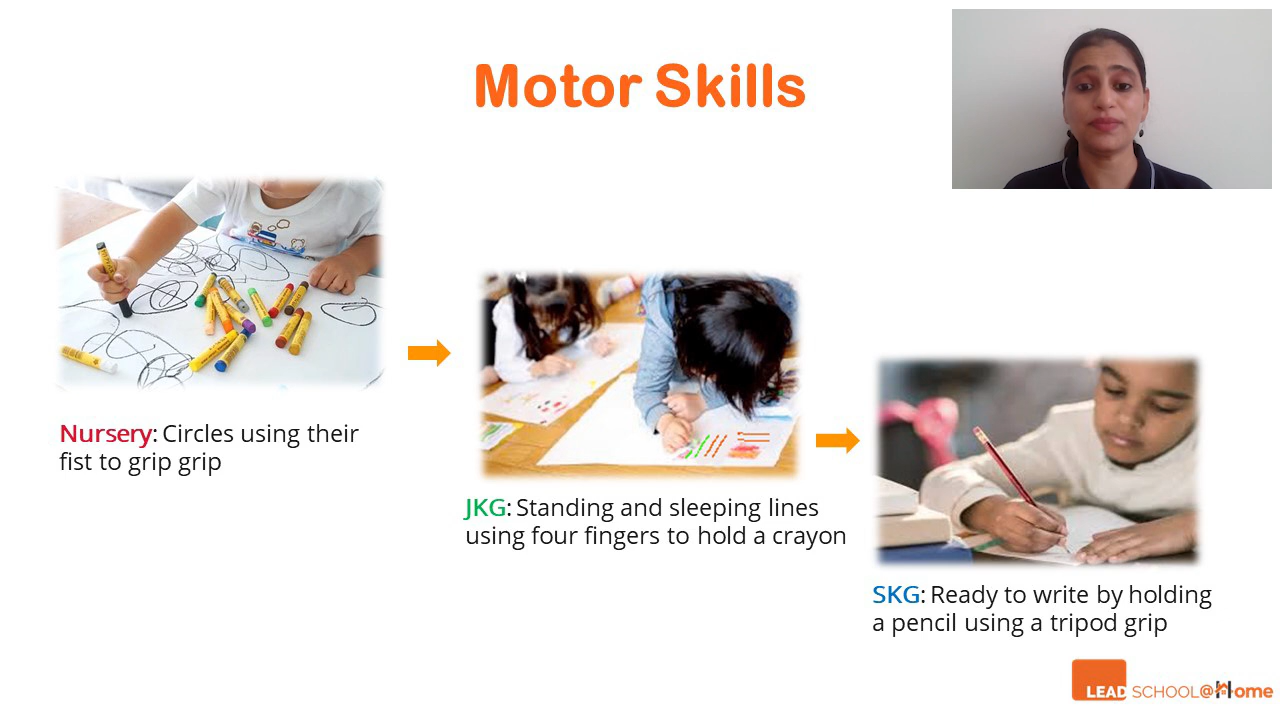 Motor Skills
Nursery: Circles using their
fist to grip grip
JKG: Standing and sleeping lines
using four fingers to hold a crayon
SKG: Ready to write by holding
a pencil using a tripod grip
LEAD SCHOOL@Home